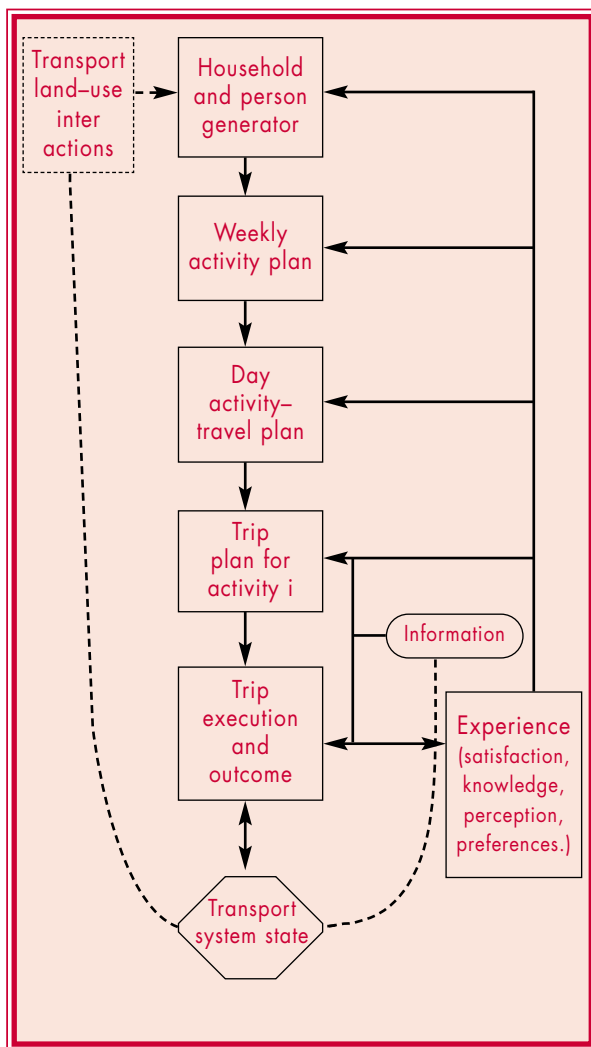 Transport
land–use
inter
actions
Household
and person
generator
Weekly
activity plan
Day
activity–
travel plan
Trip
plan for
activity i
Information
Trip
execution
and
outcome
Experience
(satisfaction,
knowledge,
perception,
preferences.)
Transport
system state